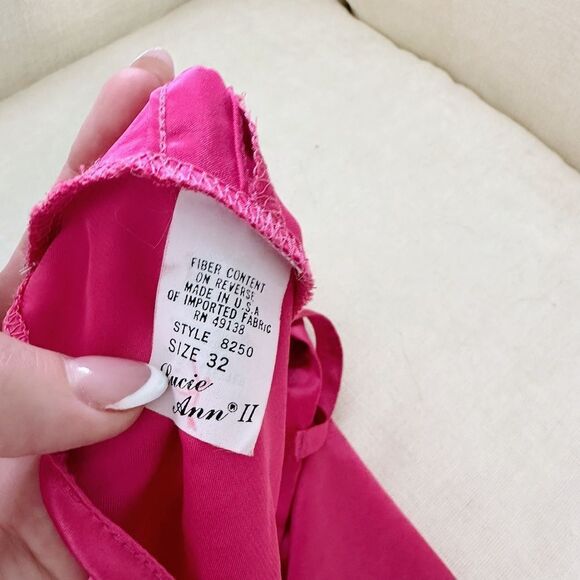 FIBER CONTENT
ON REVERSE
MADE IN U.S.A
OF IMPORTED FABRIC
RN 49138
STYLE 8250
SIZE 32
Lucie
Ann® II